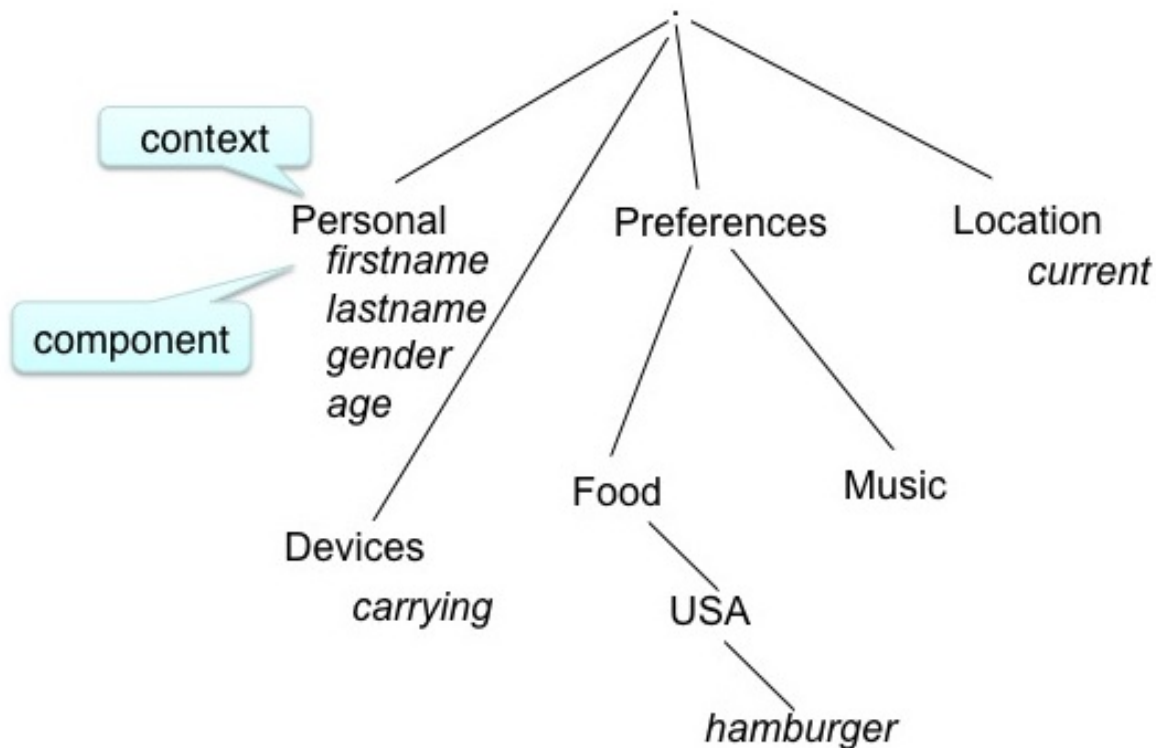 .
context
Personal
Preferences
Location
firstname
current
lastname
component
gender
age
Food
Music
Devices
carrying
USA
hamburger